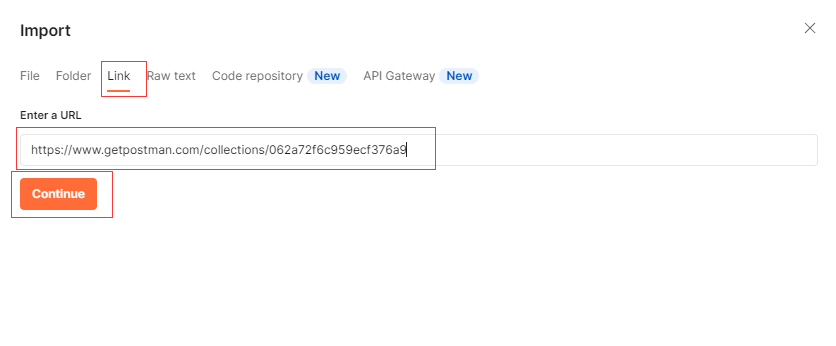 Import
File Folder Link Raw text Code repository New API Gateway New
Enter a URL
https://www.getpostman.com/collections/062a72f6c959ecf376a9
Continue